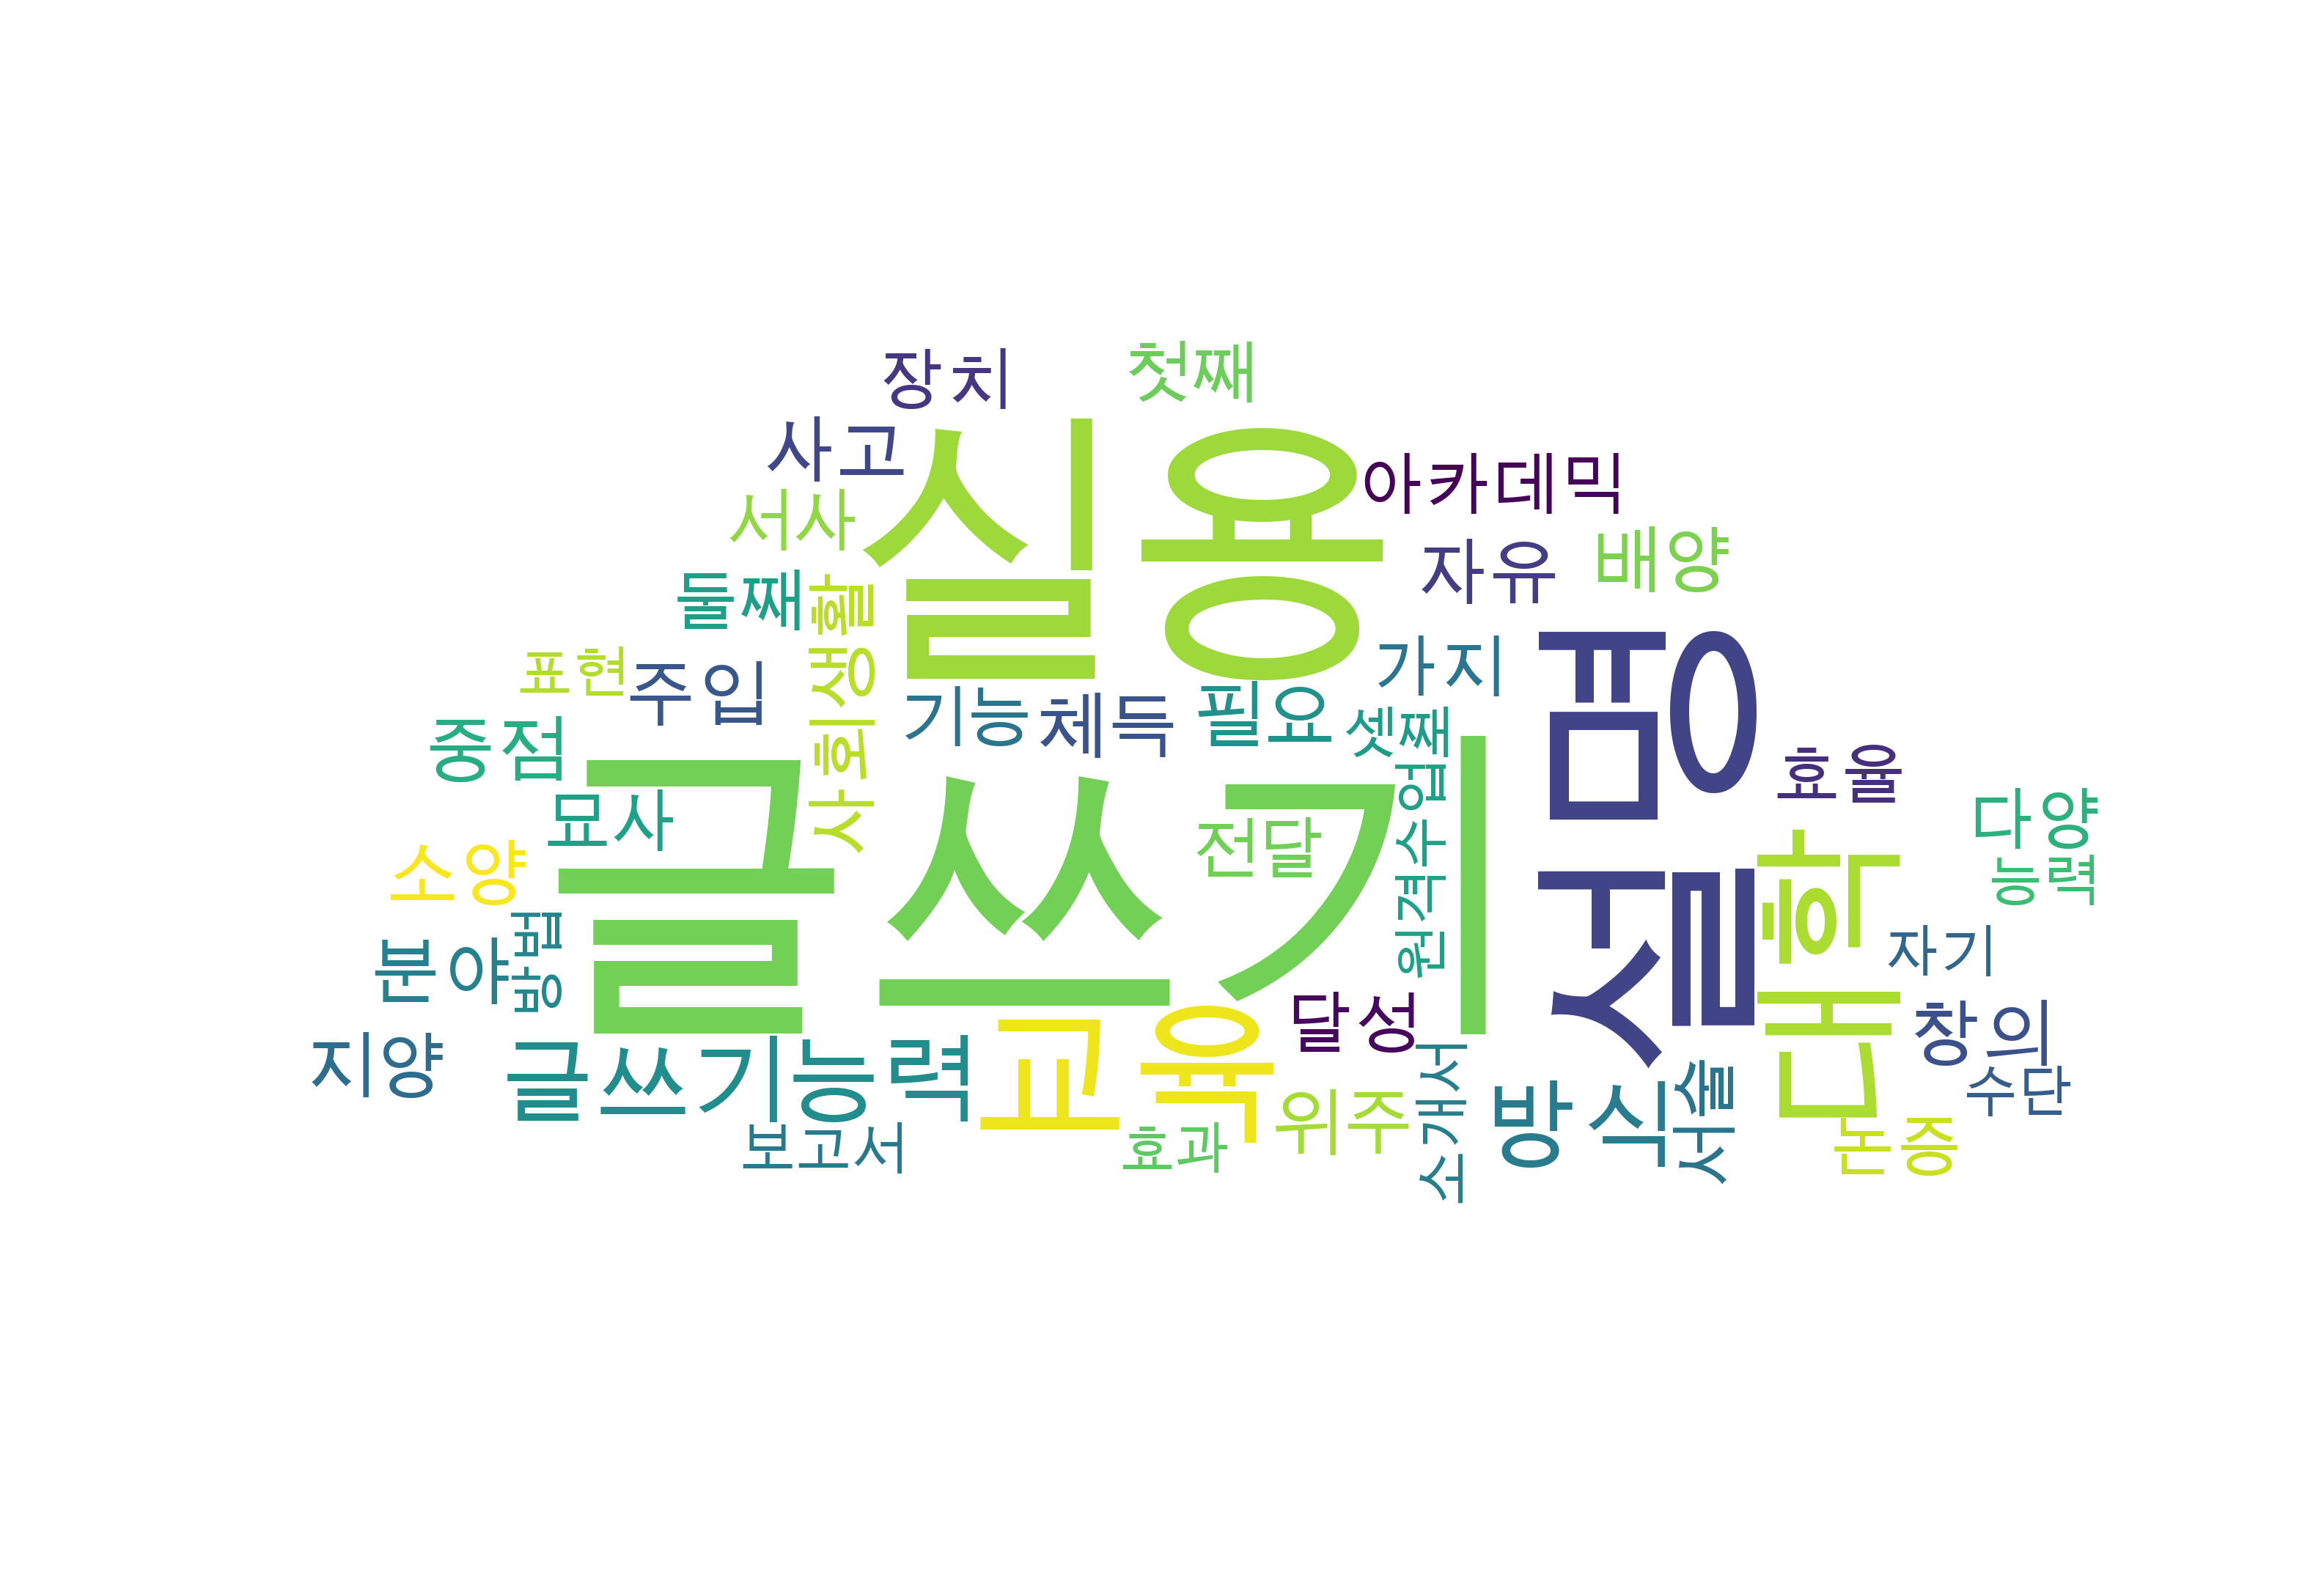 장치
첫째
사고
실용
아카데믹
서사
자유
배양
둘째
사회생활
표현
주입
가지
기능
체득
필요
셋째
중점
글쓰기
원격수업
경험
효율
묘사
전달
다양
소양
대학
능력
분야
방법
자기
달성
창의
지양
글쓰기능력
교육
위주
소개서
방식
서술
수단
보고서
효과
논증